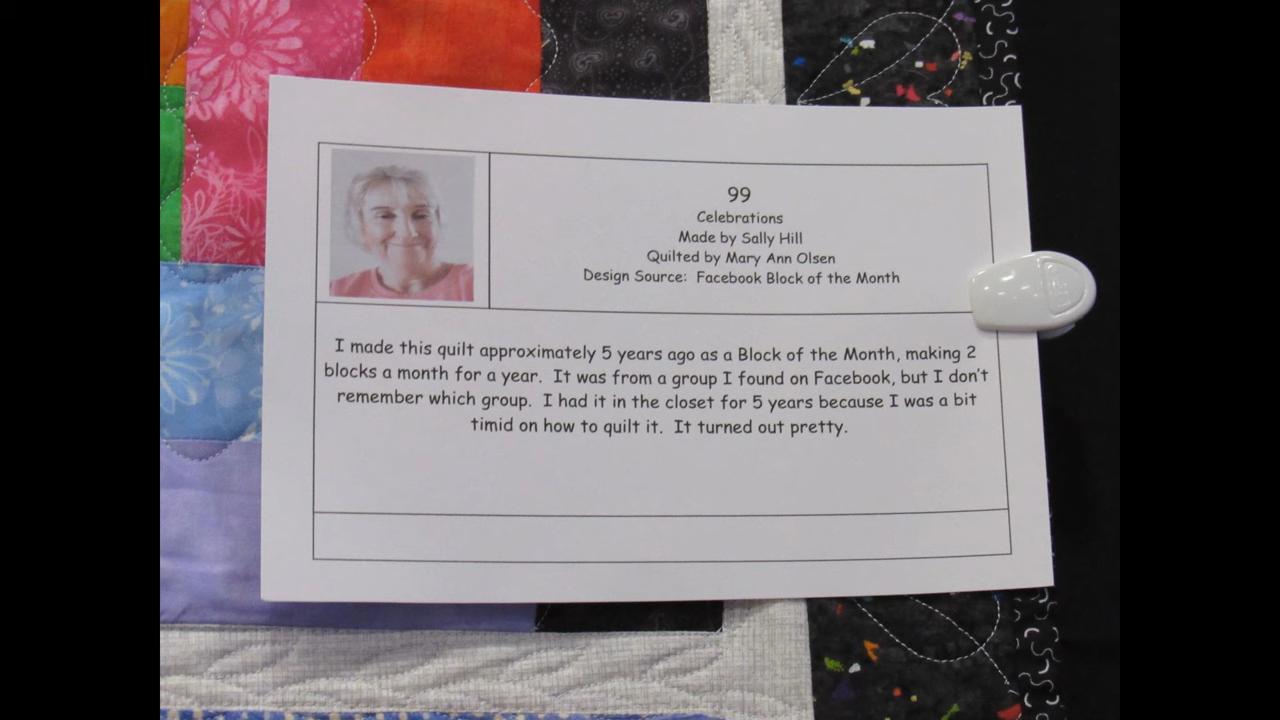 99
Celebrations
Made by Sally Hill
Quilted by Mary Ann Olsen
Design Source:  Facebook Block of the Month
I made this quilt approximately 5 years ago as a Block of the Month, making 2
blocks a month for a year.  It was from a group I found on Facebook, but I don't
remember which group.  I had it in the closet for 5 years because I was a bit
timid on how to quilt it.  It turned out pretty.